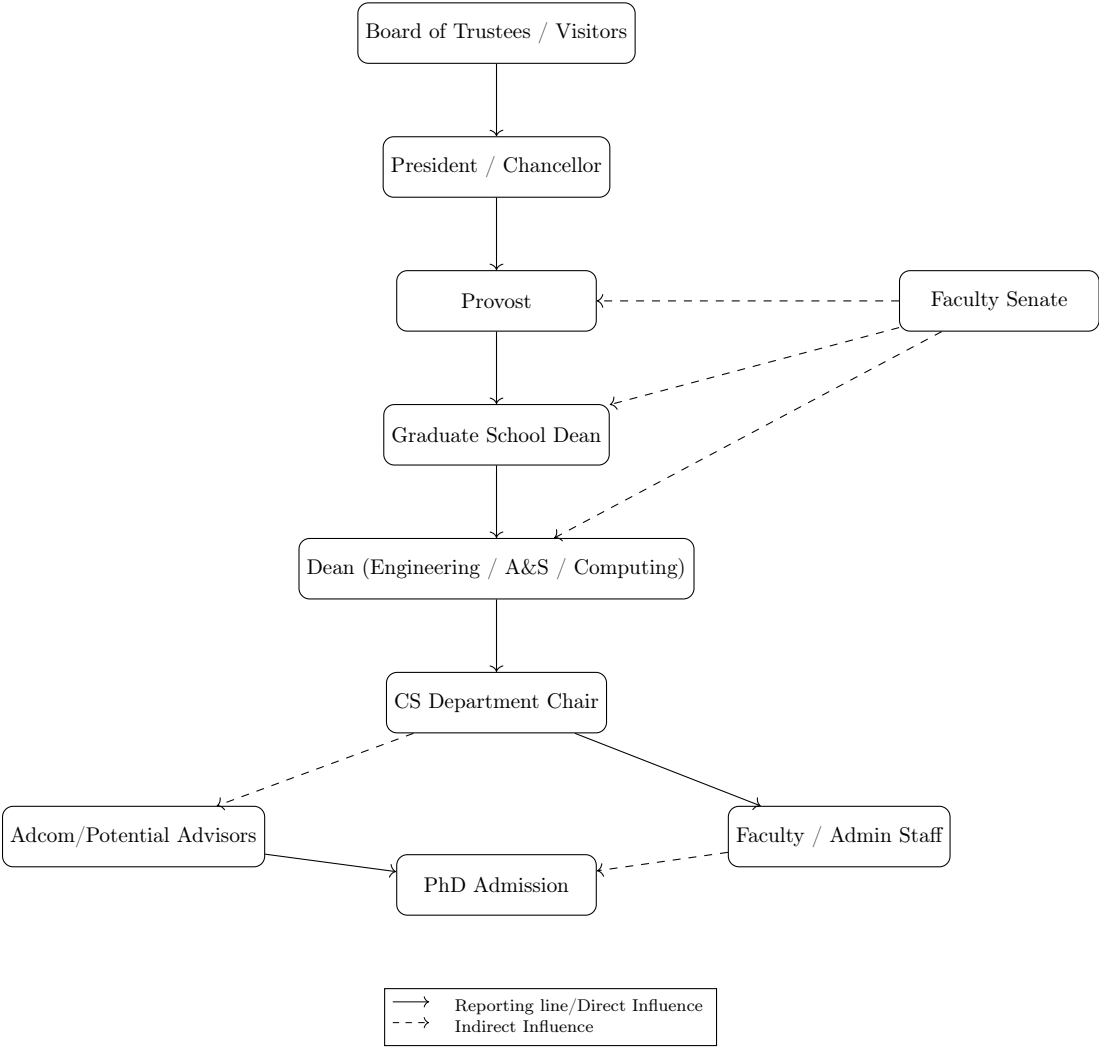 Board of Trustees / Visitors
President / Chancellor
Provost
Faculty Senate
Graduate School Dean
Dean (Engineering / A&S / Computing)
CS Department Chair
Adcom/Potential Advisors
Faculty / Admin Staff
PhD Admission
Reporting line/Direct Influence
Indirect Influence